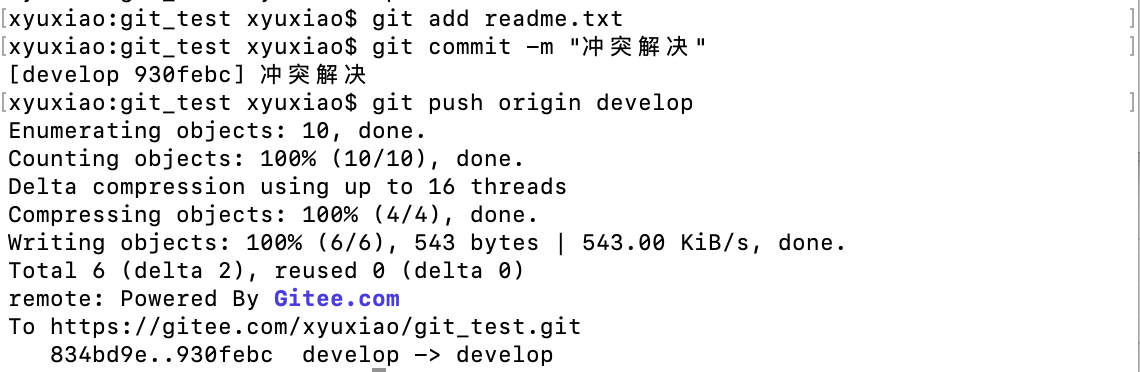 [xyuxiao:git_test xyuxiao$ git add readme.txt ]
[xyuxiao:git_test xyuxiao$ git commit -m "冲突解决" ]
[develop 930febc] 冲突解决
[xyuxiao:git_test xyuxiao$ git push origin develop ]
Enumerating objects: 10, done.
Counting objects: 100% (10/10), done.
Delta compression using up to 16 threads
Compressing objects: 100% (4/4), done.
Writing objects: 100% (6/6), 543 bytes | 543.00 KiB/s, done.
Total 6 (delta 2), reused 0 (delta 0)
remote: Powered By Gitee.com
To https://gitee.com/xyuxiao/git_test.git
   834bd9e..930febc  develop -> develop